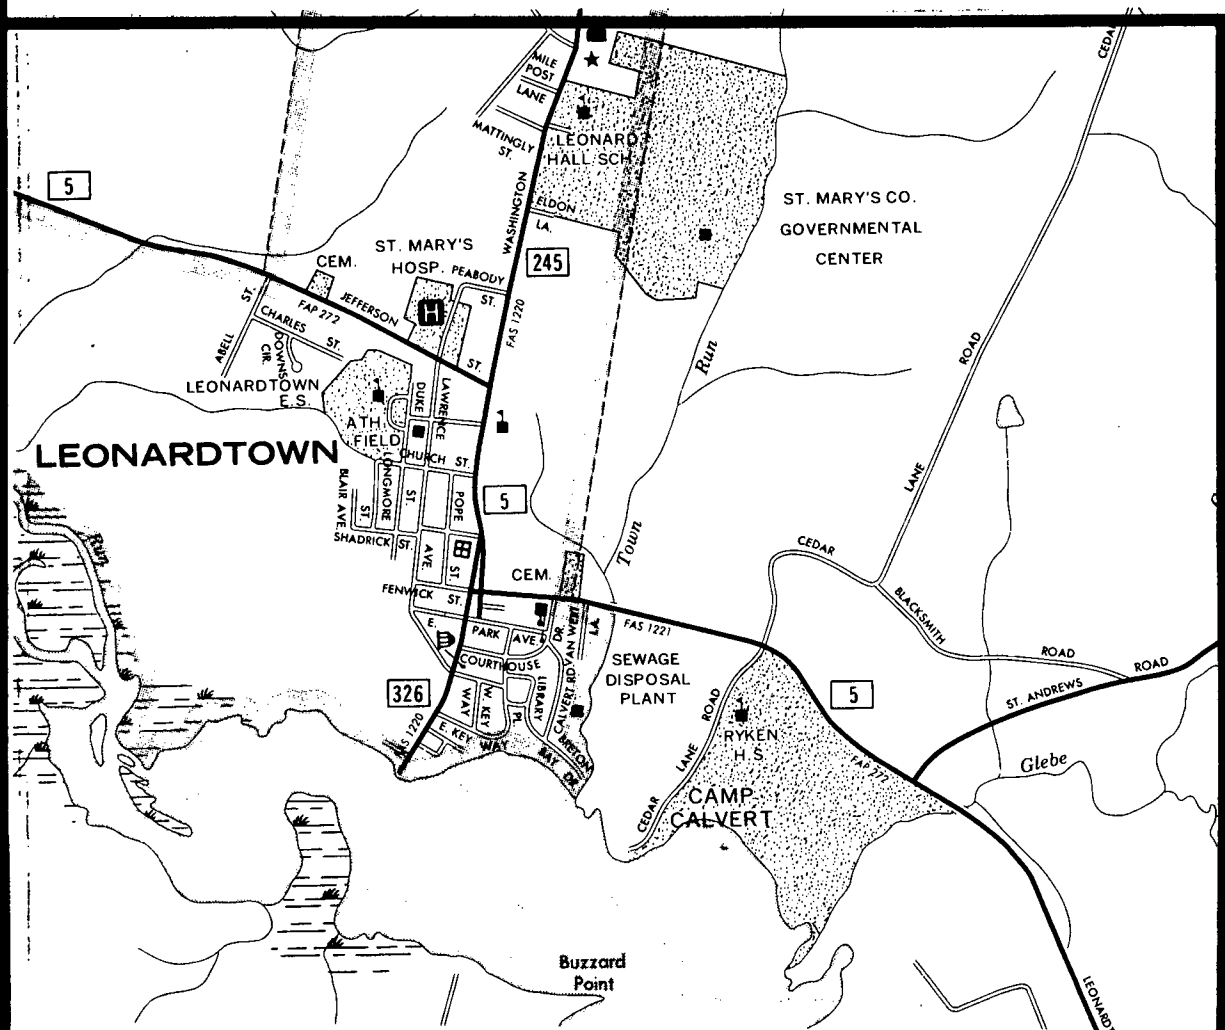 CEDAR
MILE
POST
LANE
MATTINGLY
ST.
LEONARD
HALL SCH.
WASHINGTON
ELDON
LA.
ST. MARY'S CO.
GOVERNMENTAL
CENTER
5
245
ST. MARY'S
HOSP.
CEM.
PEABODY
ST.
H
JEFFERSON
ST.
FAP 272
FAS 1220
ABELL
ST.
CHARLES
ST.
DOWNS
CIR.
LEONARDTOWN
E.S.
Run
ROAD
LANE
DUKE
LAWRENCE
ATH.
FIELD
LEONARDTOWN
CHURCH ST.
LONGMORE
ST.
BLAIR AVE.
ST.
POPE
ST.
5
SHADRICK ST.
AVE.
Run
Town
CEDAR
BLACKSMITH
ROAD
ROAD
ST. ANDREWS
CEM.
FENWICK ST.
E.
PARK AVE.
DR.
VAN WERT
LA.
FAS 1221
COURTHOUSE
SEWAGE
DISPOSAL
PLANT
326
WAY
W. KEY
PL.
LIBRARY
CALVERT RD.
E. KEY WAY
BRETON
BAY DR.
FAS 1220
ROAD
LANE
CEDAR
5
RYKEN
H.S.
FAP 272
Glebe
CAMP
CALVERT
Buzzard
Point